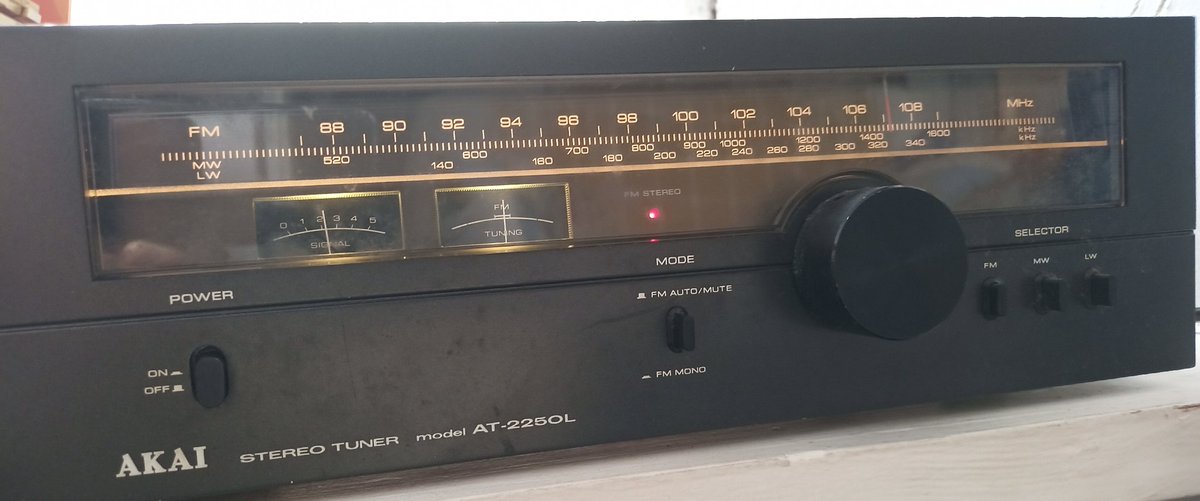 FM 88 90 92 94 96 98 100 102 104 106 108 MHz
MW 520 600 700 800 900 1000 1200 1400 1600 kHz
LW 140 160 180 200 220 240 260 280 300 320 340 kHz
0 1 2 3 4 5
SIGNAL
FM
TUNING
FM STEREO
POWER
ON
OFF
MODE
FM AUTO/MUTE
FM MONO
SELECTOR
FM MW LW
AKAI STEREO TUNER model AT-2250L